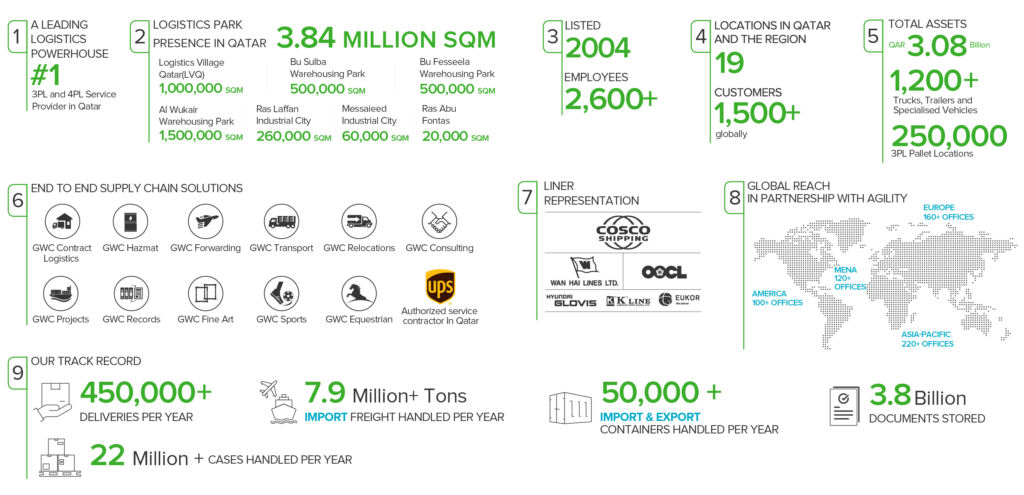 1
A LEADING
LOGISTICS
POWERHOUSE
#1
3PL and 4PL Service
Provider in Qatar
2
LOGISTICS PARK
PRESENCE IN QATAR 3.84 MILLION SQM
Logistics Village
Qatar(LVQ)
1,000,000 SQM
Bu Sulba
Warehousing Park
500,000 SQM
Bu Fesseela
Warehousing Park
500,000 SQM
Al Wukair
Warehousing Park
1,500,000 SQM
Ras Laffan
Industrial City
260,000 SQM
Messaieed
Industrial City
60,000 SQM
Ras Abu
Fontas
20,000 SQM
3
LISTED
2004
EMPLOYEES
2,600+
4
LOCATIONS IN QATAR
AND THE REGION
19
CUSTOMERS
1,500+
globally
5
TOTAL ASSETS
QAR 3.08 Billion
1,200+
Trucks, Trailers and
Specialised Vehicles
250,000
3PL Pallet Locations
6
END TO END SUPPLY CHAIN SOLUTIONS
GWC Contract
Logistics
GWC Hazmat
GWC Forwarding
GWC Transport
GWC Relocations
GWC Consulting
GWC Projects
GWC Records
GWC Fine Art
GWC Sports
GWC Equestrian
ups
Authorized service
contractor In Qatar
7
LINER
REPRESENTATION
COSCO
SHIPPING
W
WAN HAI LINES LTD.
OOCL
HYUNDAI
GLOVIS
K K LINE
EUKOR
8
GLOBAL REACH
IN PARTNERSHIP WITH AGILITY
EUROPE
160+ OFFICES
MENA
120+
OFFICES
AMERICA
100+ OFFICES
ASIA-PACIFIC
220+ OFFICES
9
OUR TRACK RECORD
450,000+
DELIVERIES PER YEAR
7.9 Million+ Tons
IMPORT FREIGHT HANDLED PER YEAR
50,000 +
IMPORT & EXPORT
CONTAINERS HANDLED PER YEAR
3.8 Billion
DOCUMENTS STORED
22 Million + CASES HANDLED PER YEAR